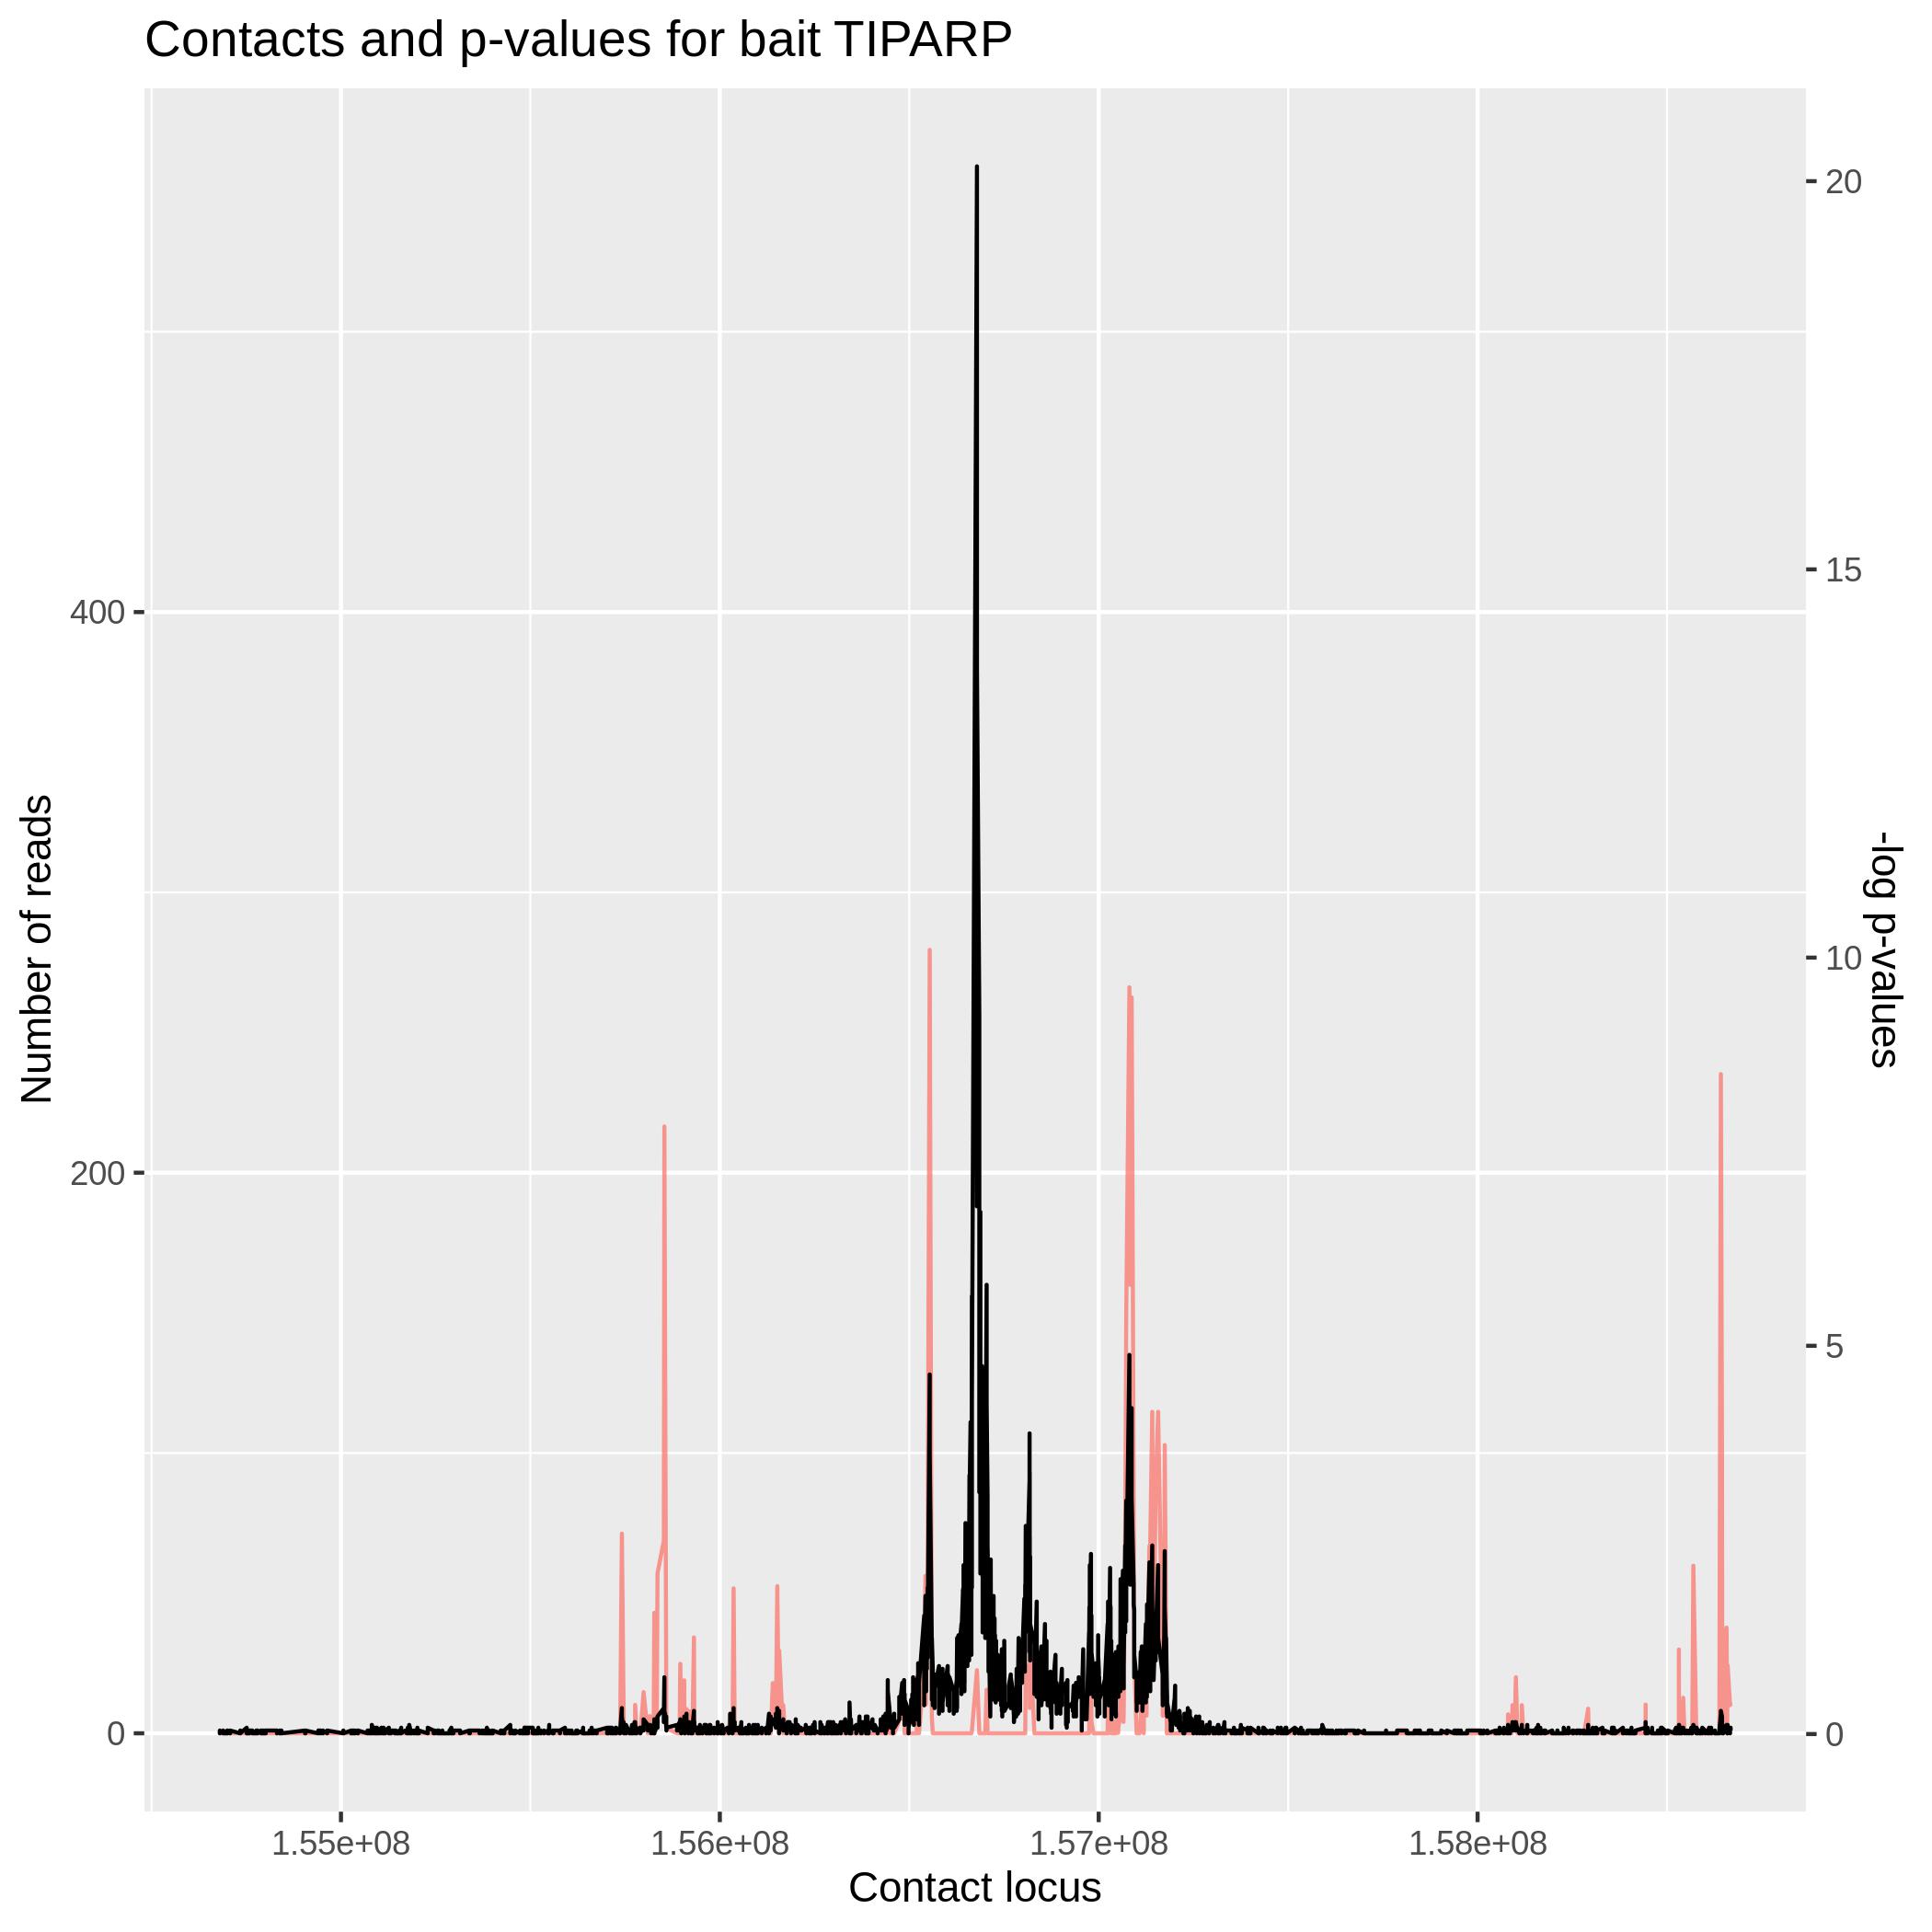 Contacts and p-values for bait TIPARP
Number of reads
400
200
0
20
15
10
5
0
-log p-values
1.55e+08
1.56e+08
1.57e+08
1.58e+08
Contact locus